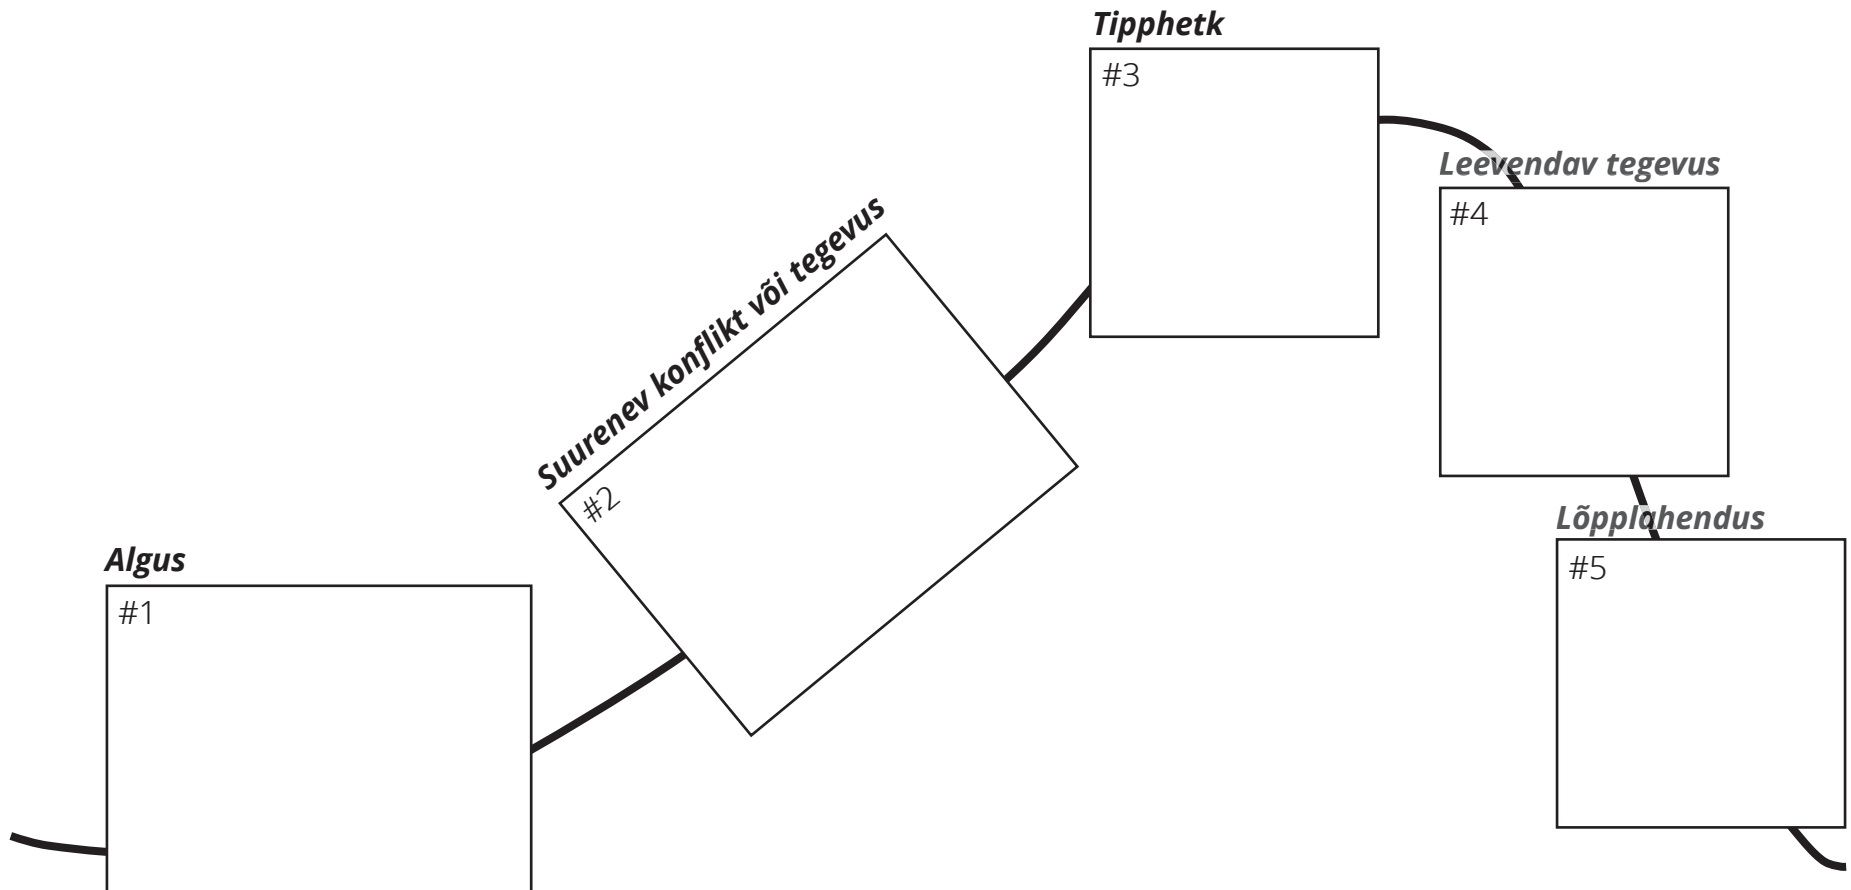 Tipphetk
#3
Leevendav tegevus
#4
Suurenev konflikt või tegevus
#2
Lõpplahendus
#5
Algus
#1